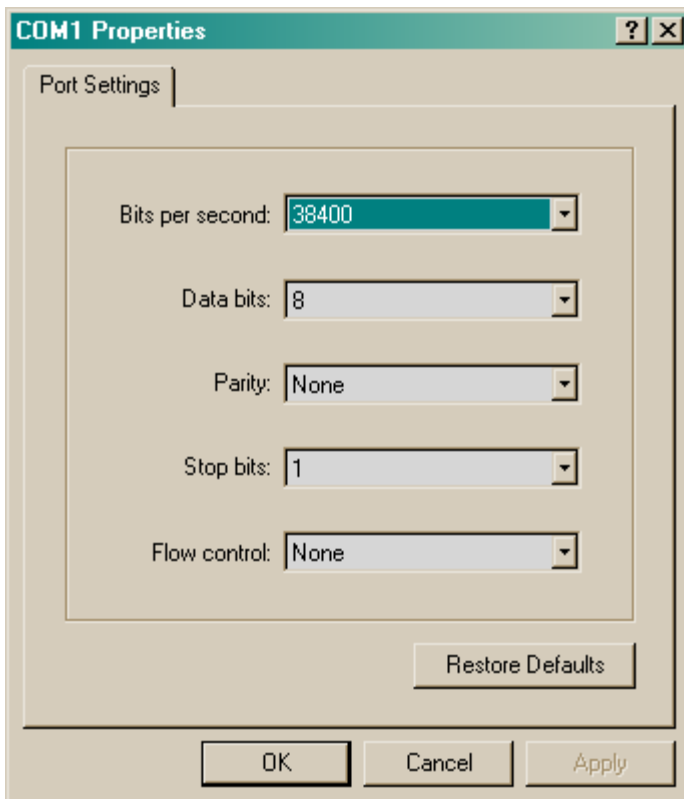 COM1 Properties
Port Settings
Bits per second: 38400
Data bits: 8
Parity: None
Stop bits: 1
Flow control: None
Restore Defaults
OK Cancel Apply